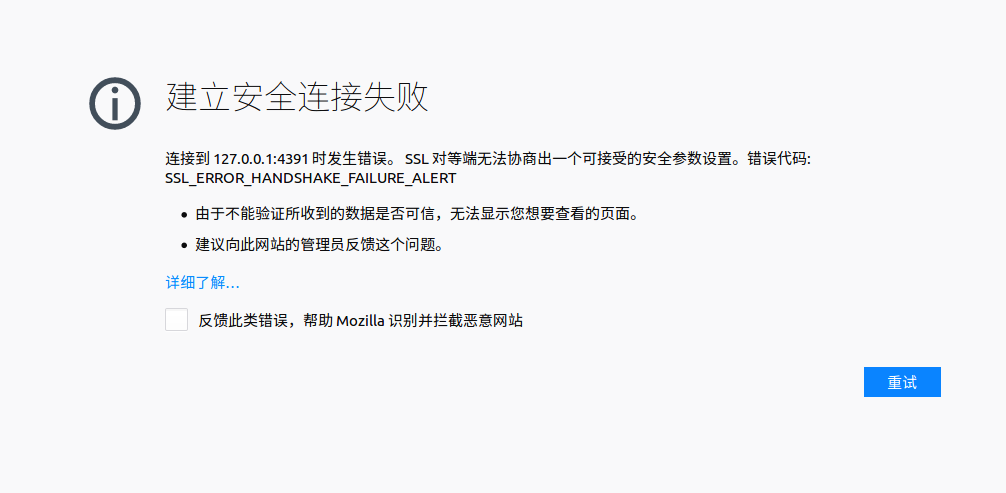 建立安全连接失败
连接到 127.0.0.1:4391 时发生错误。 SSL 对等端无法协商出一个可接受的安全参数设置。错误代码:
SSL_ERROR_HANDSHAKE_FAILURE_ALERT
• 由于不能验证所收到的数据是否可信，无法显示您想要查看的页面。
• 建议向此网站的管理员反馈这个问题。
详细了解…
反馈此类错误，帮助 Mozilla 识别并拦截恶意网站
重试